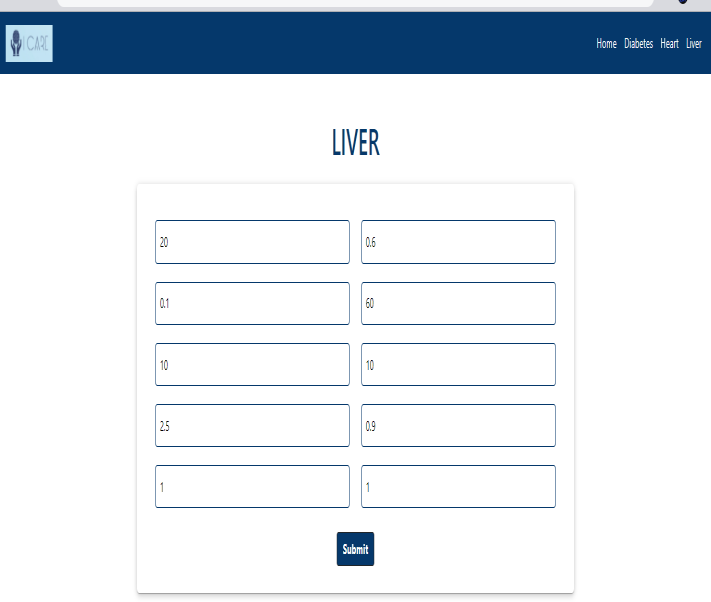 I CARE
Home Diabetes Heart Liver
LIVER
20 0.6
0.1 60
10 10
2.5 0.9
1 1
Submit